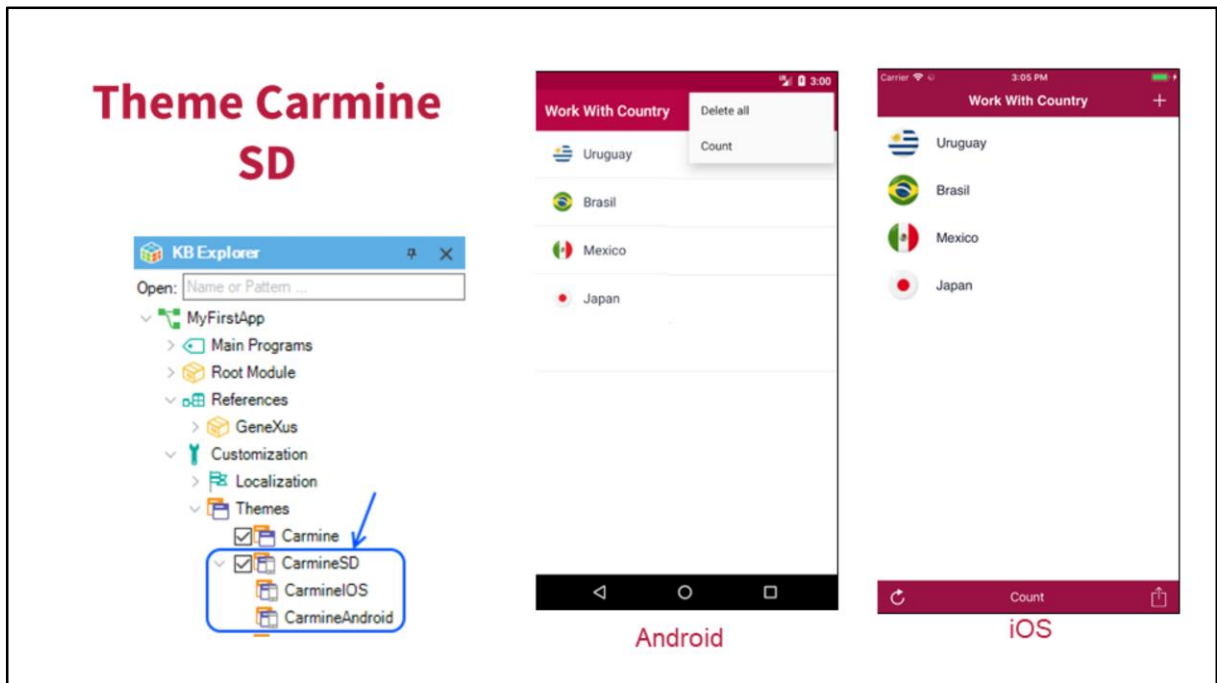 Theme Carmine
SD
KB Explorer
Open: Name or Pattern ...
MyFirstApp
Main Programs
Root Module
References
GeneXus
Customization
Localization
Themes
Carmine
CarmineSD
CarmineIOS
CarmineAndroid
3:00
Work With Country
Delete all
Count
Uruguay
Brasil
Mexico
Japan
Android
Carrier 3:05 PM
Work With Country +
Uruguay
Brasil
Mexico
Japan
Count
iOS